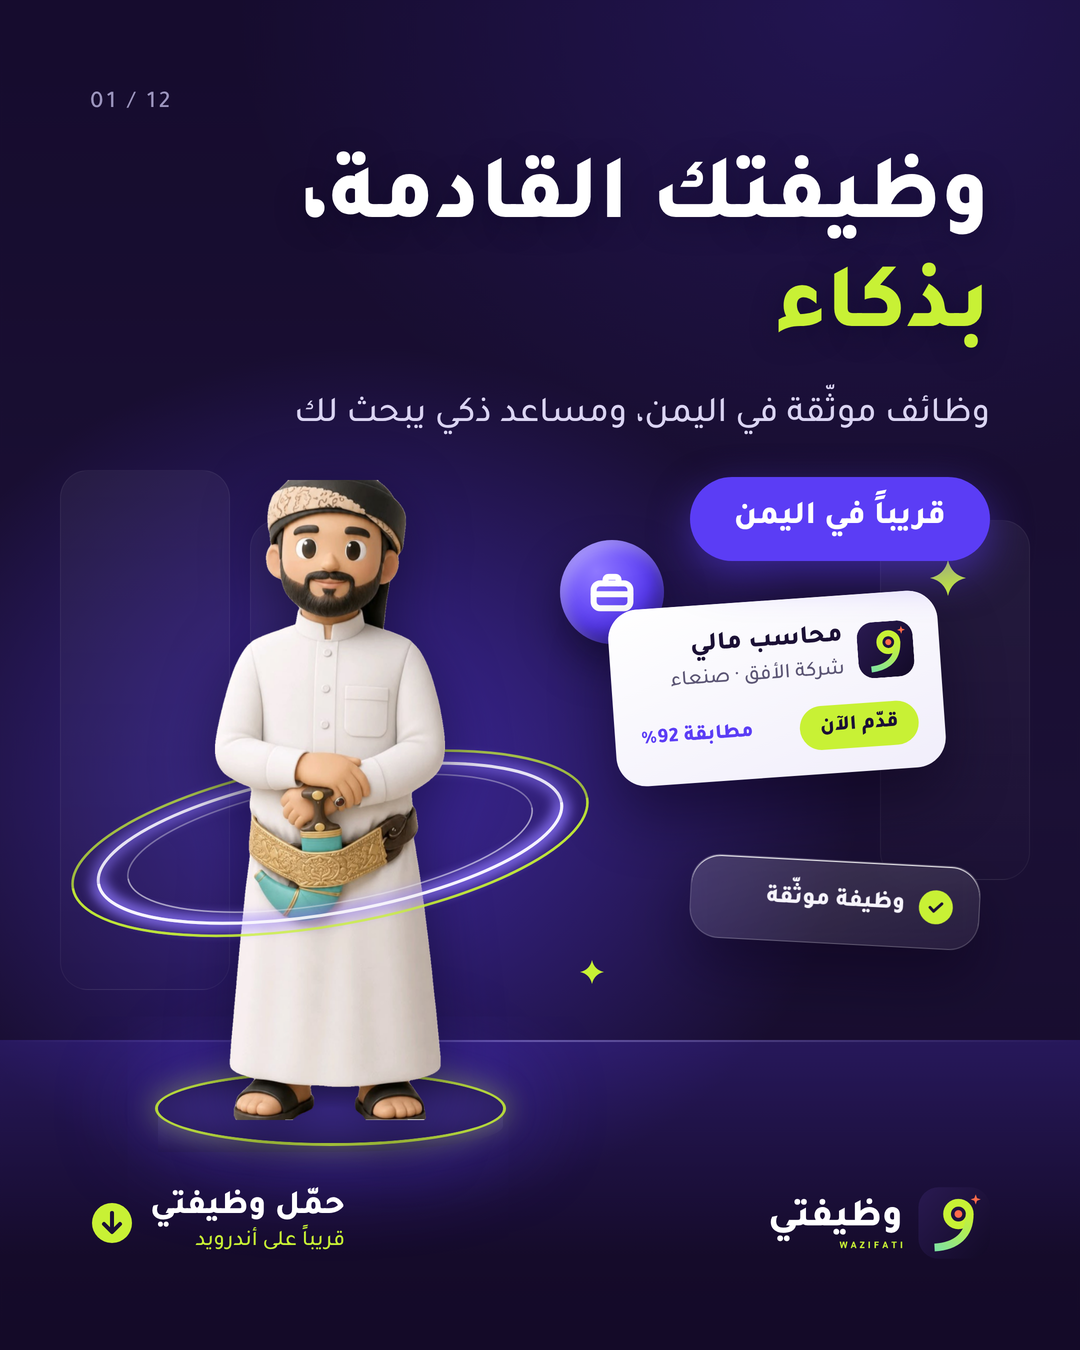 01 / 12
وظيفتك القادمة،
بذكاء
وظائف موثّقة في اليمن، ومساعد ذكي يبحث لك
قريباً في اليمن
محاسب مالي
شركة الأفق · صنعاء
قدّم الآن
مطابقة 92%
وظيفة موثّقة
وظيفتي
WAZIFATI
حمّل وظيفتي
قريباً على أندرويد